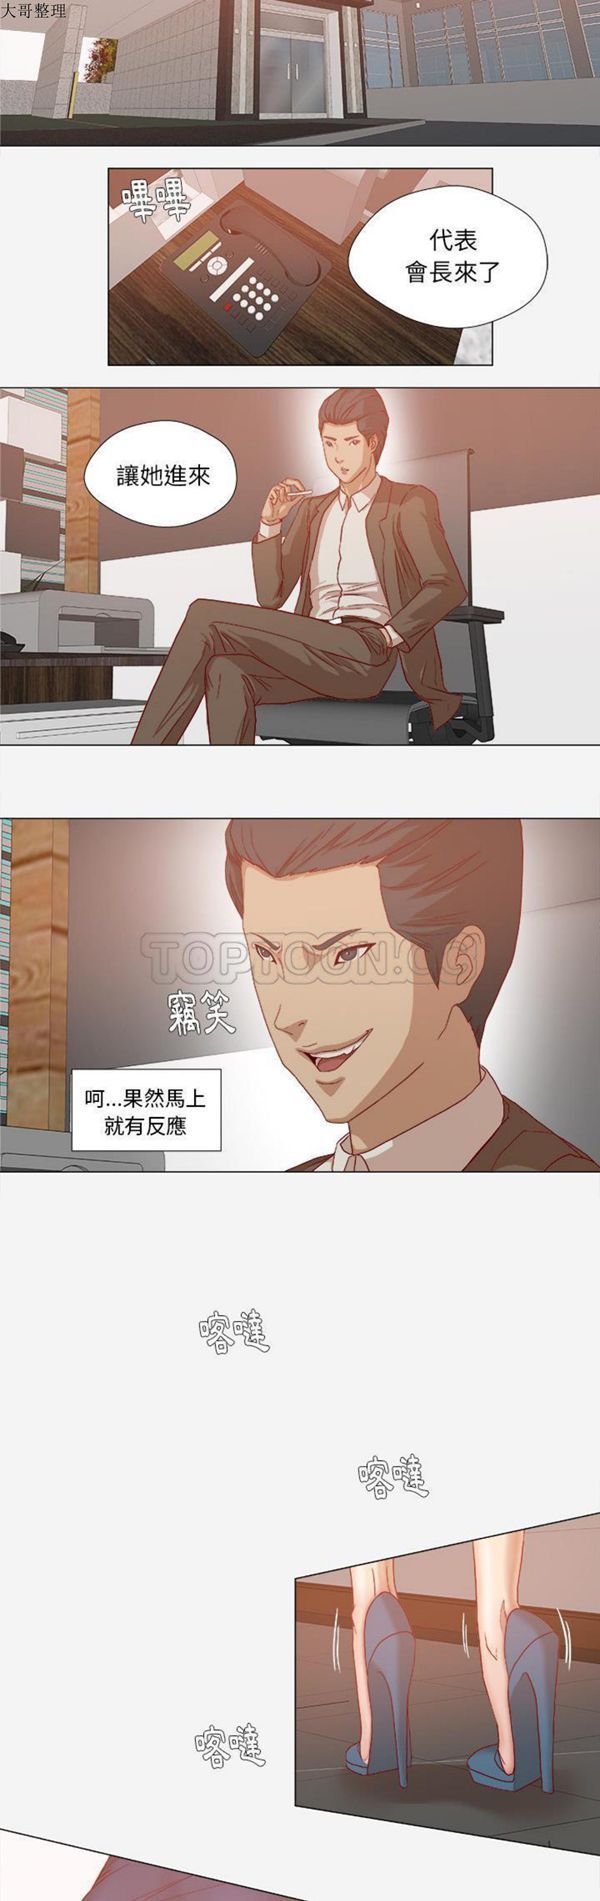 大哥整理
嗶嗶
代表
會長來了
讓她進來
TOPTOON.CG
竊笑
呵...果然馬上
就有反應
喀噠
喀噠
喀噠